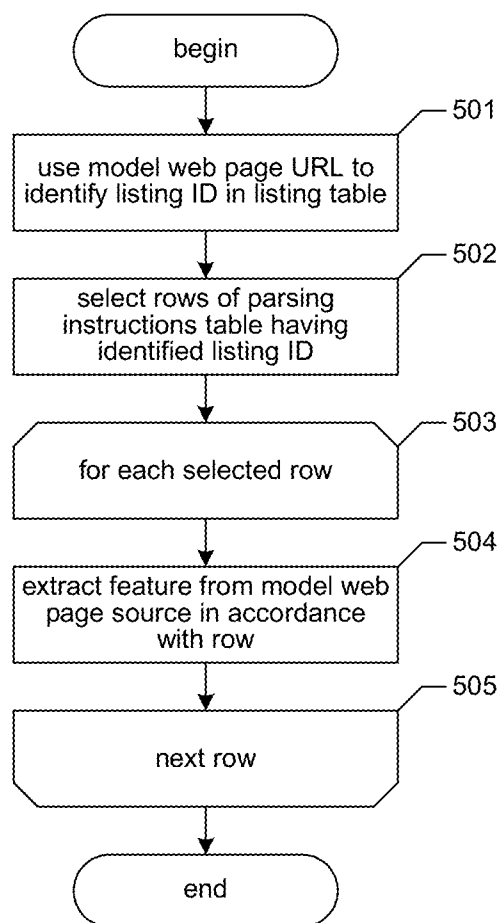 begin
501
use model web page URL to
identify listing ID in listing table
502
select rows of parsing
instructions table having
identified listing ID
503
for each selected row
504
extract feature from model web
page source in accordance
with row
505
next row
end